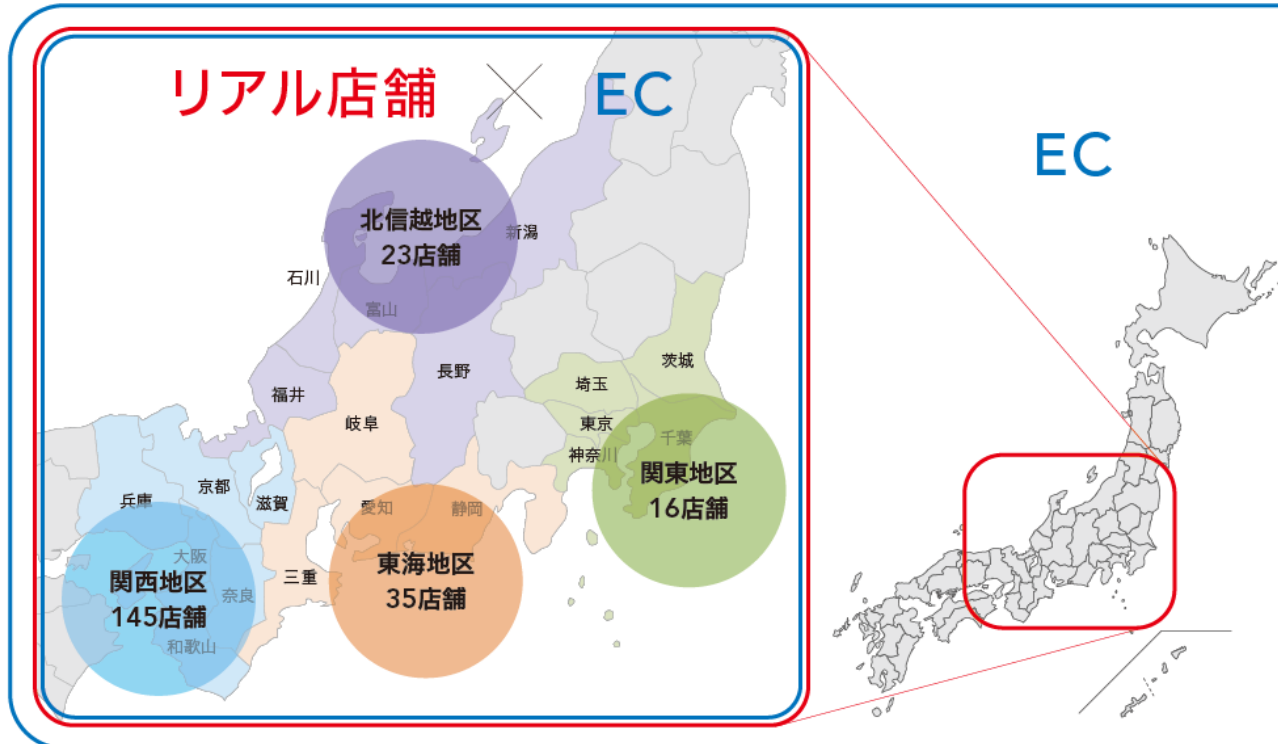 リアル店舗 × EC
EC
北信越地区
23店舗
新潟
石川
富山
長野
福井
岐阜
茨城
埼玉
東京
千葉
神奈川
関東地区
16店舗
京都
滋賀
兵庫
愛知
静岡
大阪
三重
奈良
和歌山
関西地区
145店舗
東海地区
35店舗